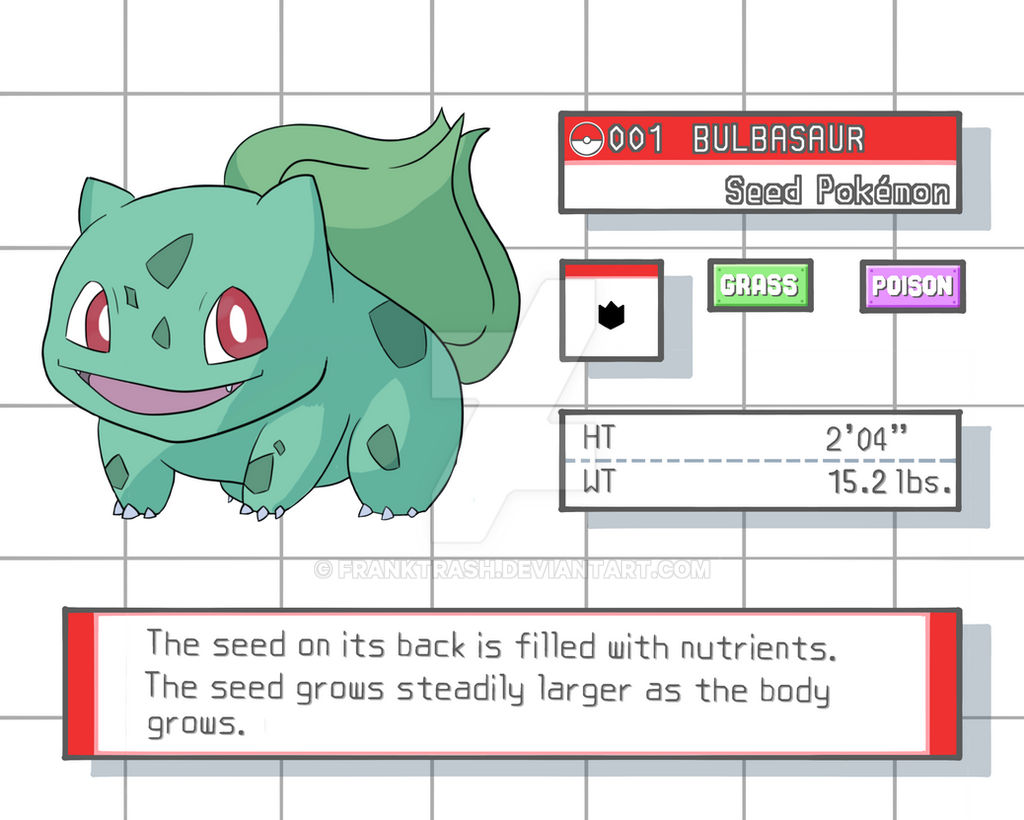 001 BULBASAUR
Seed Pokémon
GRASS POISON
HT 2'04"
WT 15.2 lbs.
© FRANKTRASH.DEVIANTART.COM
The seed on its back is filled with nutrients.
The seed grows steadily larger as the body
grows.